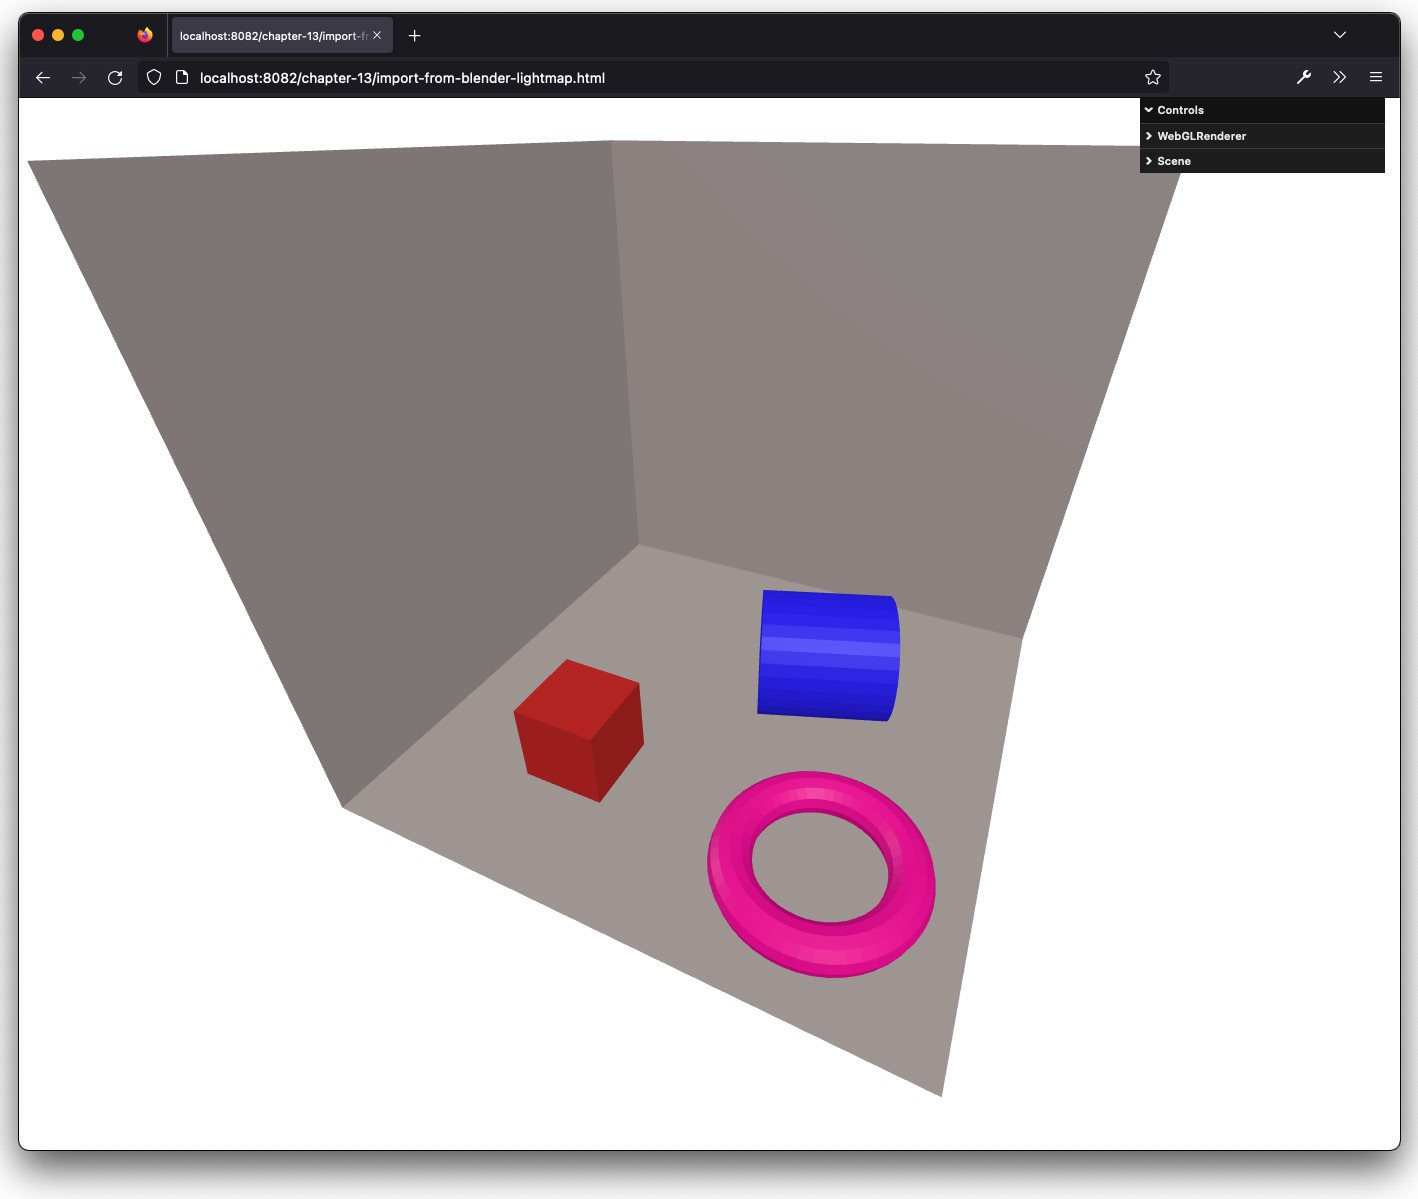 localhost:8082/chapter-13/import-fr
localhost:8082/chapter-13/import-from-blender-lightmap.html
Controls
WebGLRenderer
Scene